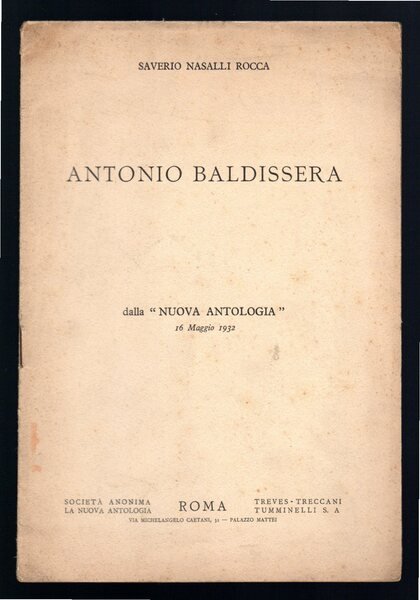 SAVERIO NASALLI ROCCA
ANTONIO BALDISSERA
dalla “ NUOVA ANTOLOGIA ”
16 Maggio 1932
SOCIETÀ ANONIMA
LA NUOVA ANTOLOGIA
ROMA
TREVES - TRECCANI
TUMMINELLI S. A
VIA MICHELANGELO CAETANI, 32 — PALAZZO MATTEI